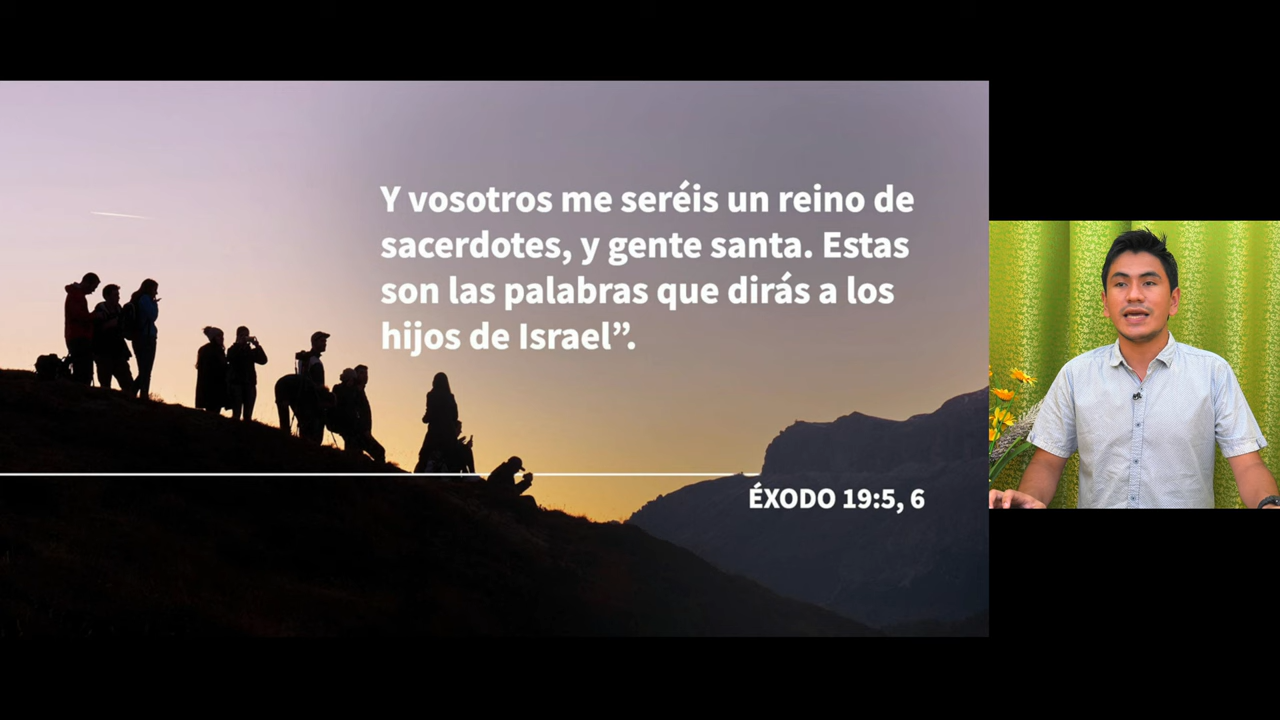 Y vosotros me seréis un reino de
sacerdotes, y gente santa. Estas
son las palabras que dirás a los
hijos de Israel”.
ÉXODO 19:5, 6